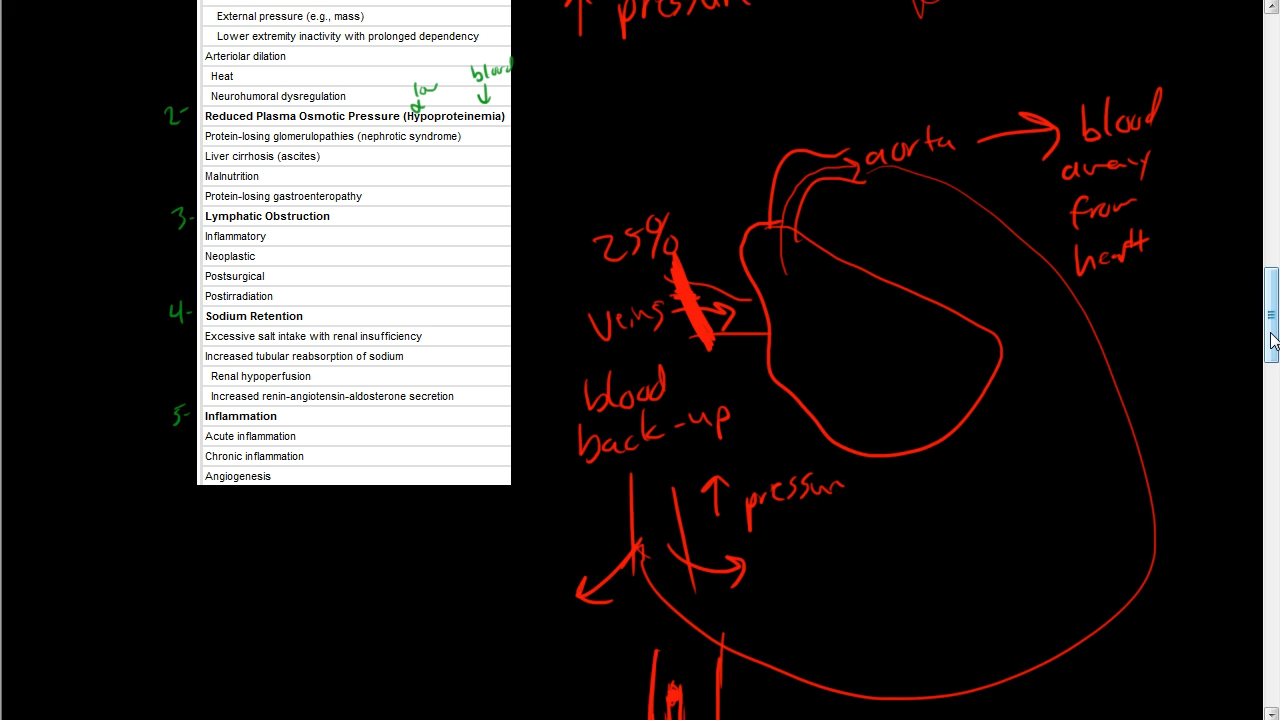 External pressure (e.g., mass)
Lower extremity inactivity with prolonged dependency
Arteriolar dilation
Heat
Neurohumoral dysregulation
low
blood
2-
Reduced Plasma Osmotic Pressure (Hypoproteinemia)
Protein-losing glomerulopathies (nephrotic syndrome)
Liver cirrhosis (ascites)
Malnutrition
Protein-losing gastroenteropathy
3-
Lymphatic Obstruction
Inflammatory
Neoplastic
Postsurgical
Postirradiation
4-
Sodium Retention
Excessive salt intake with renal insufficiency
Increased tubular reabsorption of sodium
Renal hypoperfusion
Increased renin-angiotensin-aldosterone secretion
5-
Inflammation
Acute inflammation
Chronic inflammation
Angiogenesis
↑ pressure
aorta → blood
away
from
heart
25%
veins
blood
back-up
↑ pressure